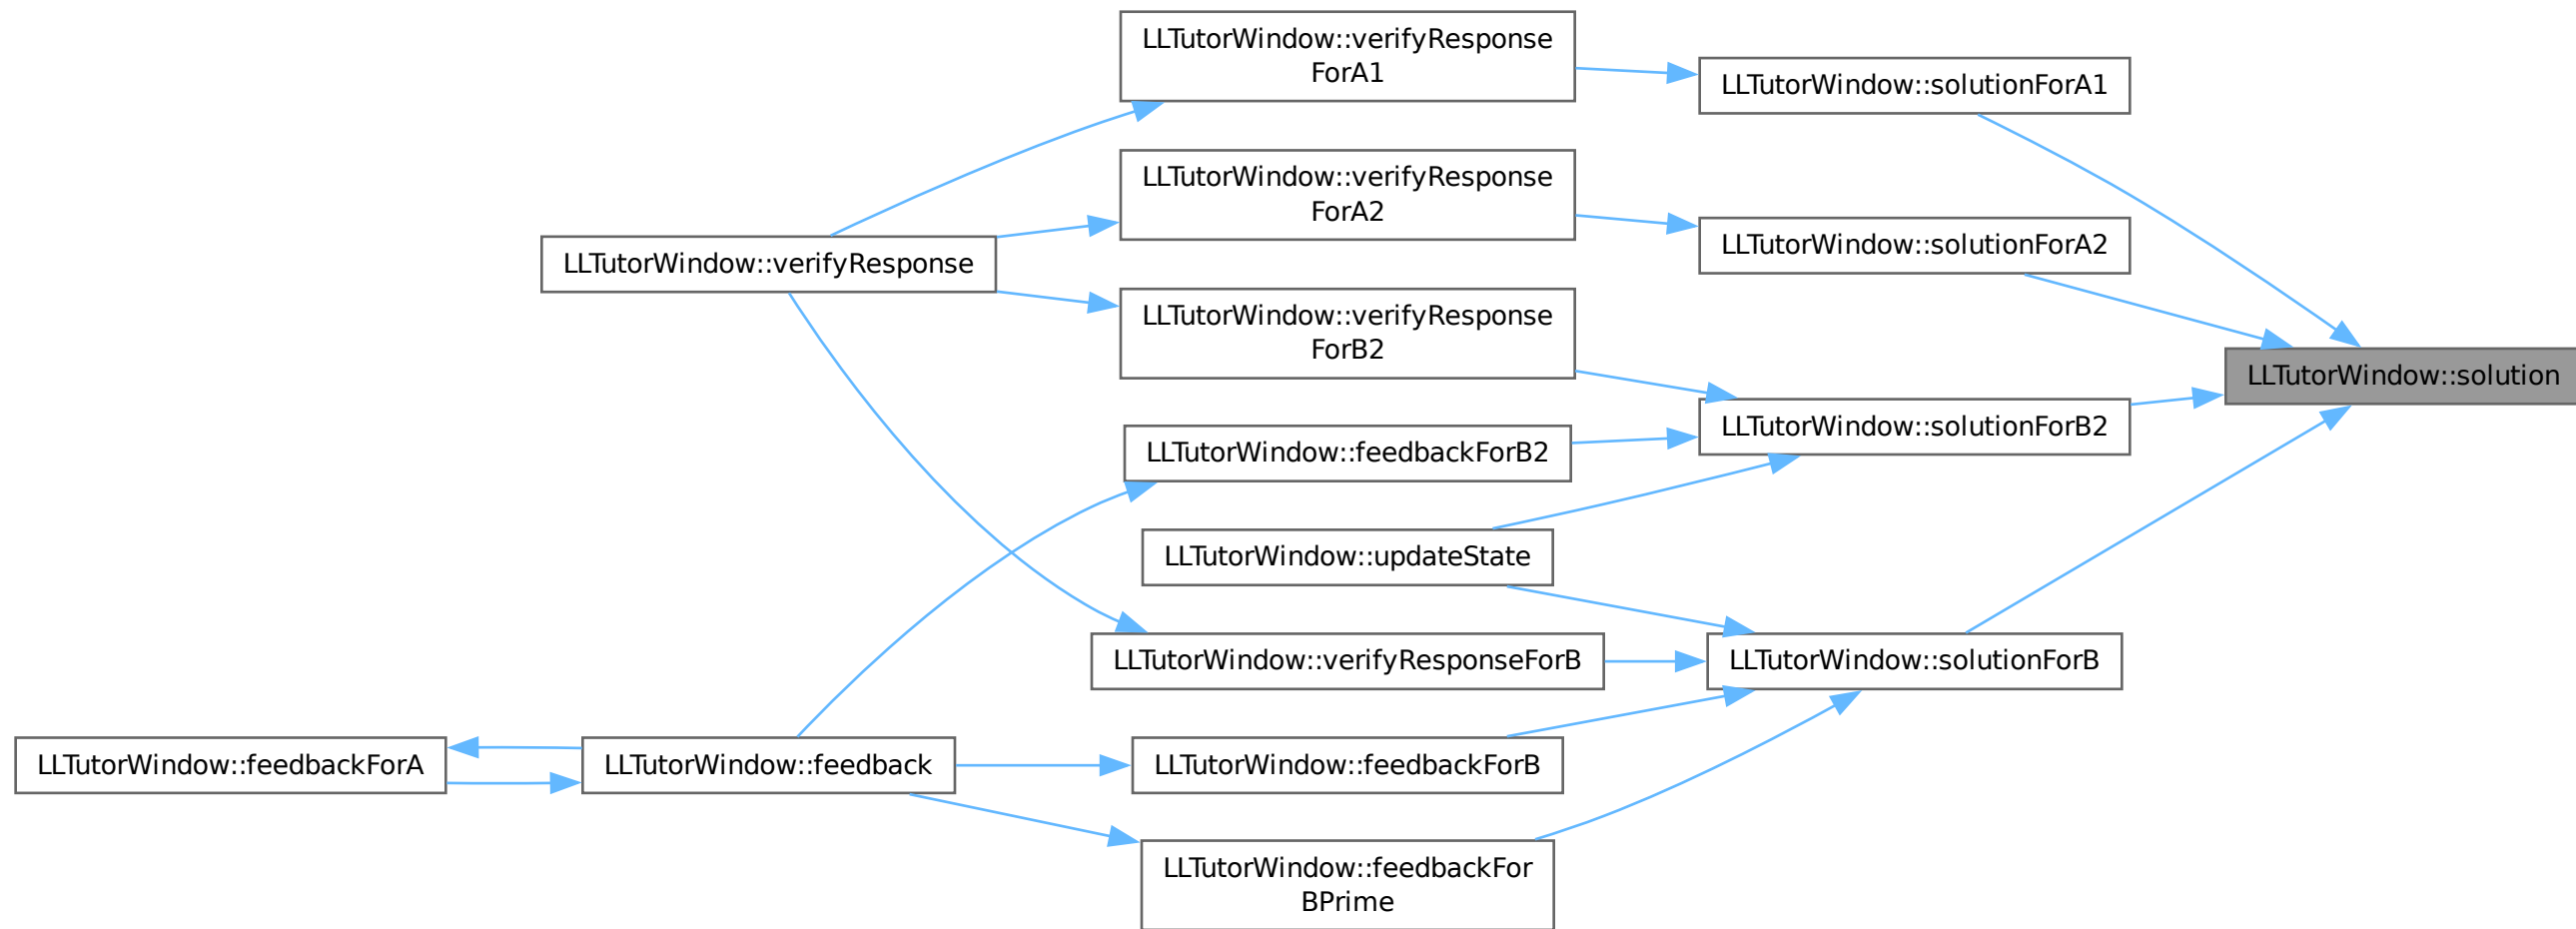 LLTutorWindow::verifyResponse
ForA1
LLTutorWindow::solutionForA1
LLTutorWindow::verifyResponse
ForA2
LLTutorWindow::solutionForA2
LLTutorWindow::verifyResponse
LLTutorWindow::verifyResponse
ForB2
LLTutorWindow::solution
LLTutorWindow::solutionForB2
LLTutorWindow::feedbackForB2
LLTutorWindow::updateState
LLTutorWindow::verifyResponseForB
LLTutorWindow::solutionForB
LLTutorWindow::feedbackForA
LLTutorWindow::feedback
LLTutorWindow::feedbackForB
LLTutorWindow::feedbackFor
BPrime